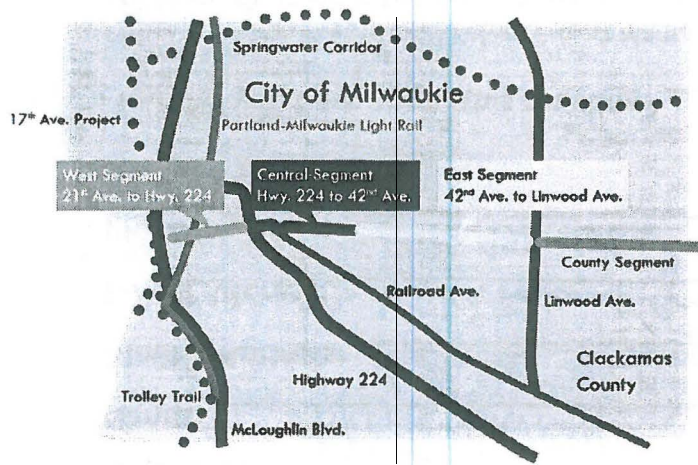 Springwater Corridor
City of Milwaukie
17th Ave. Project
Portland-Milwaukie Light Rail
West Segment
21st Ave. to Hwy. 224
Central Segment
Hwy. 224 to 42nd Ave.
East Segment
42nd Ave. to Linwood Ave.
County Segment
Railroad Ave.
Linwood Ave.
Clackamas
County
Highway 224
Trolley Trail
McLoughlin Blvd.